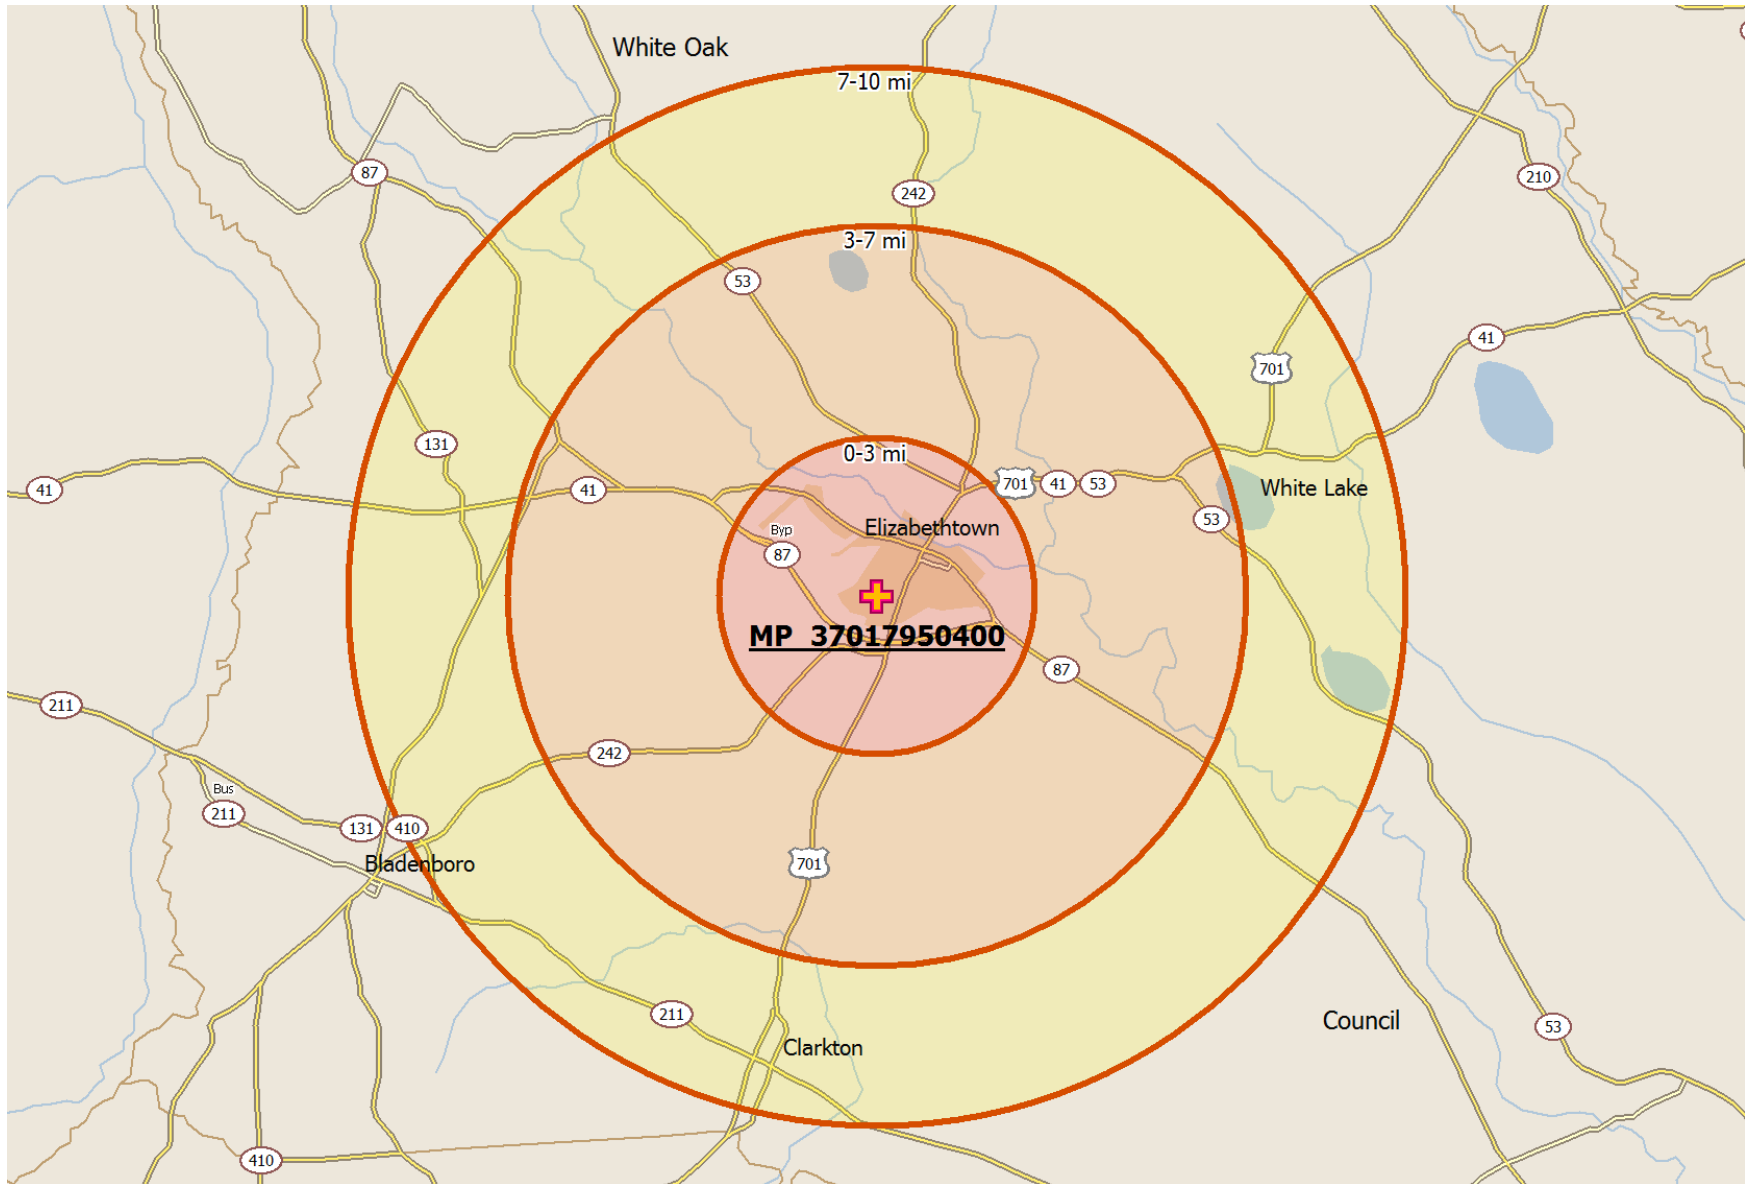 White Oak
7-10 mi
87
210
242
3-7 mi
53
41
701
131
0-3 mi
41
41
701
41
53
White Lake
53
Elizabethtown
Byp
87
MP 37017950400
87
211
242
Bus
211
131
410
Bladenboro
701
211
Council
53
Clarkton
410